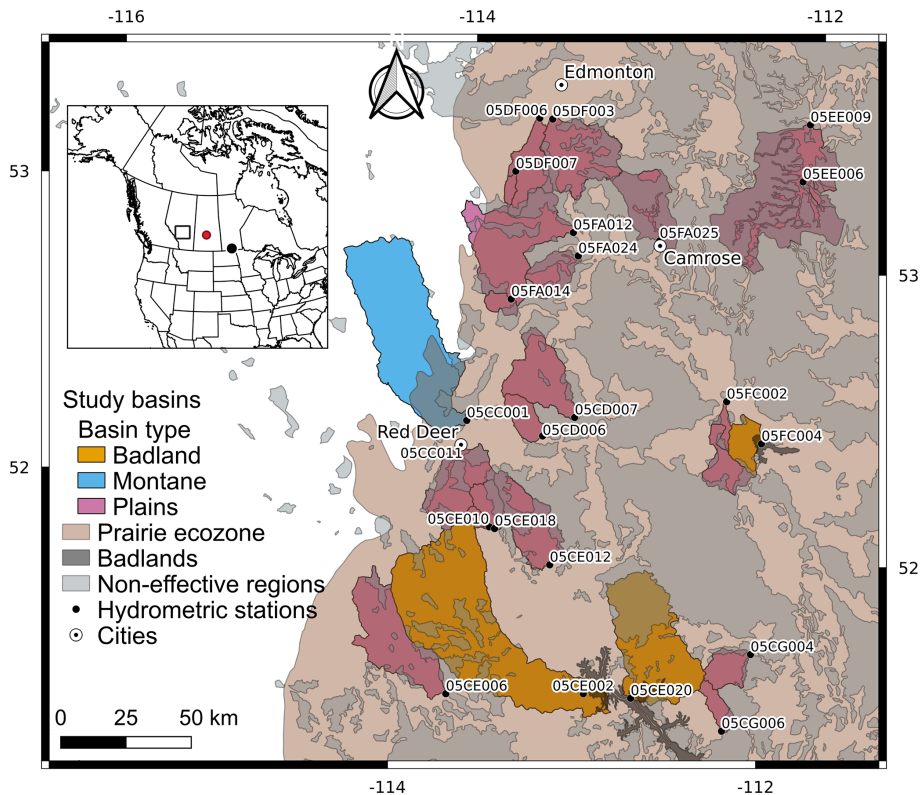 -116
-114
-112
Edmonton
05DF006
05DF003
05EE009
53
05DF007
05EE006
05FA012
05FA025
05FA024
Camrose
53
05FA014
Study basins
Basin type
Badland
Montane
Plains
Prairie ecozone
Badlands
Non-effective regions
Hydrometric stations
Cities
05FC002
05CC001
05CD007
Red Deer
05CD006
05FC004
05CC011
52
05CE010
05CE018
05CE012
52
05CG004
05CE006
05CE002
05CE020
05CG006
0 25 50 km
-114
-112